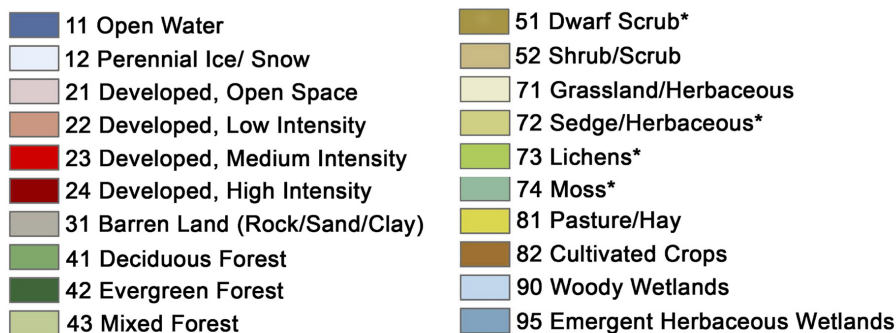 11 Open Water
12 Perennial Ice/ Snow
21 Developed, Open Space
22 Developed, Low Intensity
23 Developed, Medium Intensity
24 Developed, High Intensity
31 Barren Land (Rock/Sand/Clay)
41 Deciduous Forest
42 Evergreen Forest
43 Mixed Forest
51 Dwarf Scrub*
52 Shrub/Scrub
71 Grassland/Herbaceous
72 Sedge/Herbaceous*
73 Lichens*
74 Moss*
81 Pasture/Hay
82 Cultivated Crops
90 Woody Wetlands
95 Emergent Herbaceous Wetlands